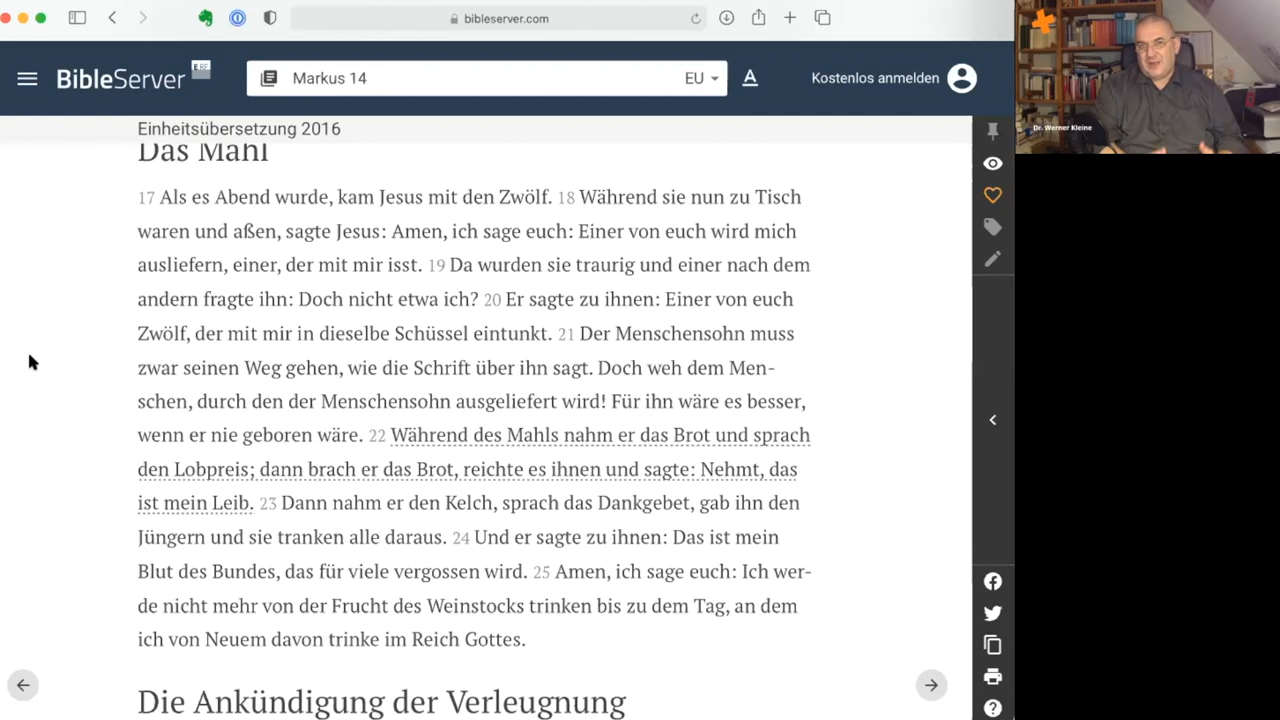 bibleserver.com
BibleServer
ERF
Markus 14
EU
A
Kostenlos anmelden
Dr. Werner Kleine
Einheitsübersetzung 2016
Das Mahl
17 Als es Abend wurde, kam Jesus mit den Zwölf. 18 Während sie nun zu Tisch
waren und aßen, sagte Jesus: Amen, ich sage euch: Einer von euch wird mich
ausliefern, einer, der mit mir isst. 19 Da wurden sie traurig und einer nach dem
andern fragte ihn: Doch nicht etwa ich? 20 Er sagte zu ihnen: Einer von euch
Zwölf, der mit mir in dieselbe Schüssel eintunkt. 21 Der Menschensohn muss
zwar seinen Weg gehen, wie die Schrift über ihn sagt. Doch weh dem Men-
schen, durch den der Menschensohn ausgeliefert wird! Für ihn wäre es besser,
wenn er nie geboren wäre. 22 Während des Mahls nahm er das Brot und sprach
den Lobpreis; dann brach er das Brot, reichte es ihnen und sagte: Nehmt, das
ist mein Leib. 23 Dann nahm er den Kelch, sprach das Dankgebet, gab ihn den
Jüngern und sie tranken alle daraus. 24 Und er sagte zu ihnen: Das ist mein
Blut des Bundes, das für viele vergossen wird. 25 Amen, ich sage euch: Ich wer-
de nicht mehr von der Frucht des Weinstocks trinken bis zu dem Tag, an dem
ich von Neuem davon trinke im Reich Gottes.
Die Ankündigung der Verleugnung